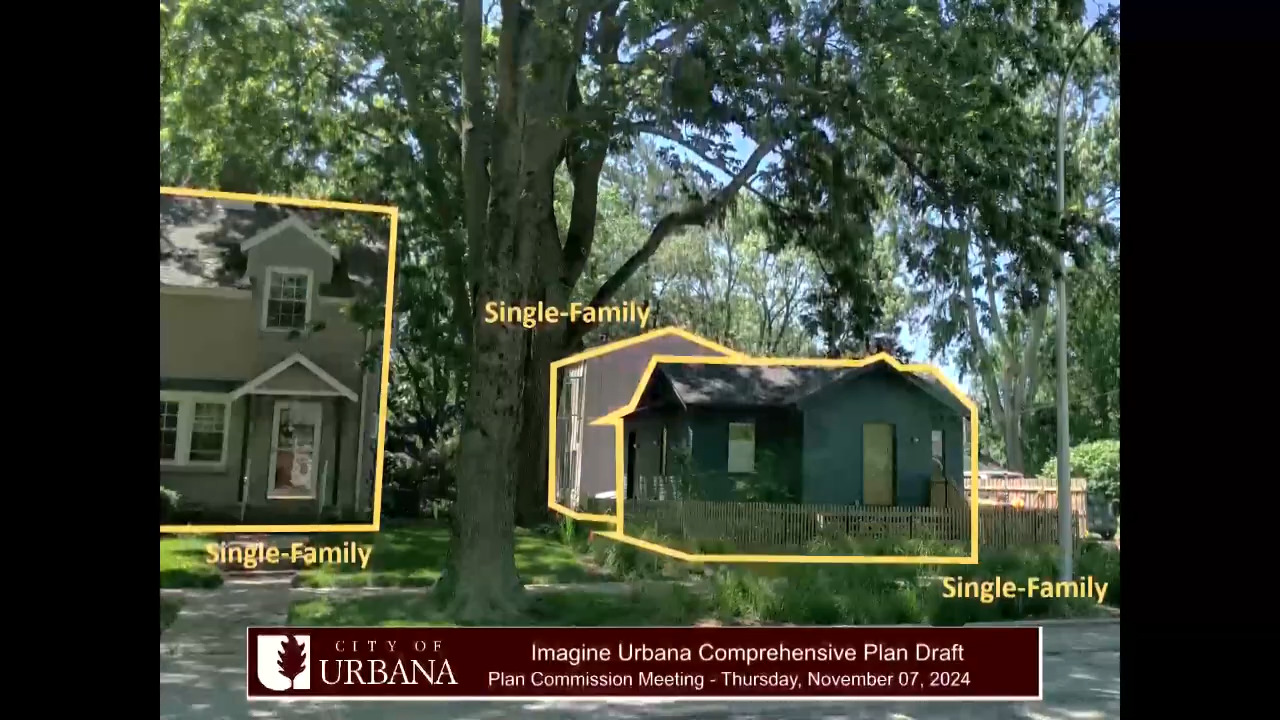 Single-Family
Single-Family
Single-Family
CITY OF
URBANA
Imagine Urbana Comprehensive Plan Draft
Plan Commission Meeting - Thursday, November 07, 2024